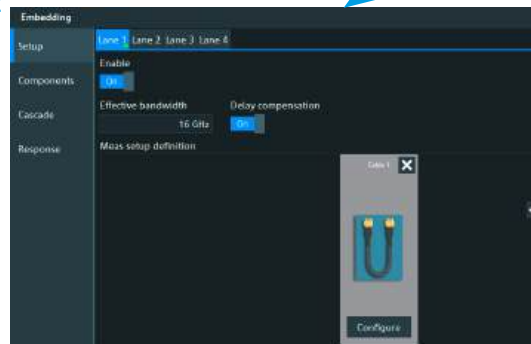 Embedding
Setup
Components
Cascade
Response
Lane 1 Lane 2 Lane 3 Lane 4
Enable
On
Effective bandwidth Delay compensation
16 GHz On
Meas setup definition
Cable 1
Configure